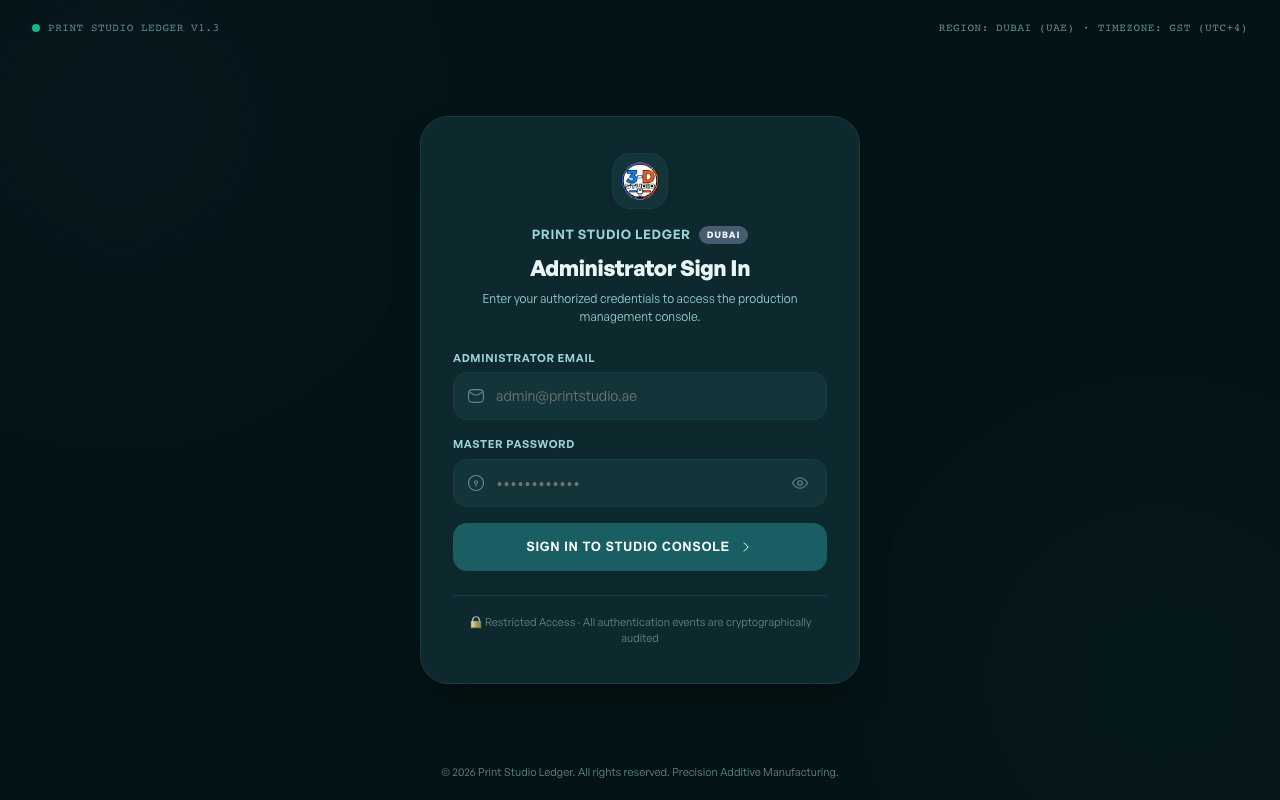 PRINT STUDIO LEDGER V1.3
REGION: DUBAI (UAE) · TIMEZONE: GST (UTC+4)
3-D
PRINT STUDIO LEDGER DUBAI
Administrator Sign In
Enter your authorized credentials to access the production
management console.
ADMINISTRATOR EMAIL
admin@printstudio.ae
MASTER PASSWORD
••••••••••••
SIGN IN TO STUDIO CONSOLE
🔒 Restricted Access · All authentication events are cryptographically
audited
© 2026 Print Studio Ledger. All rights reserved. Precision Additive Manufacturing.